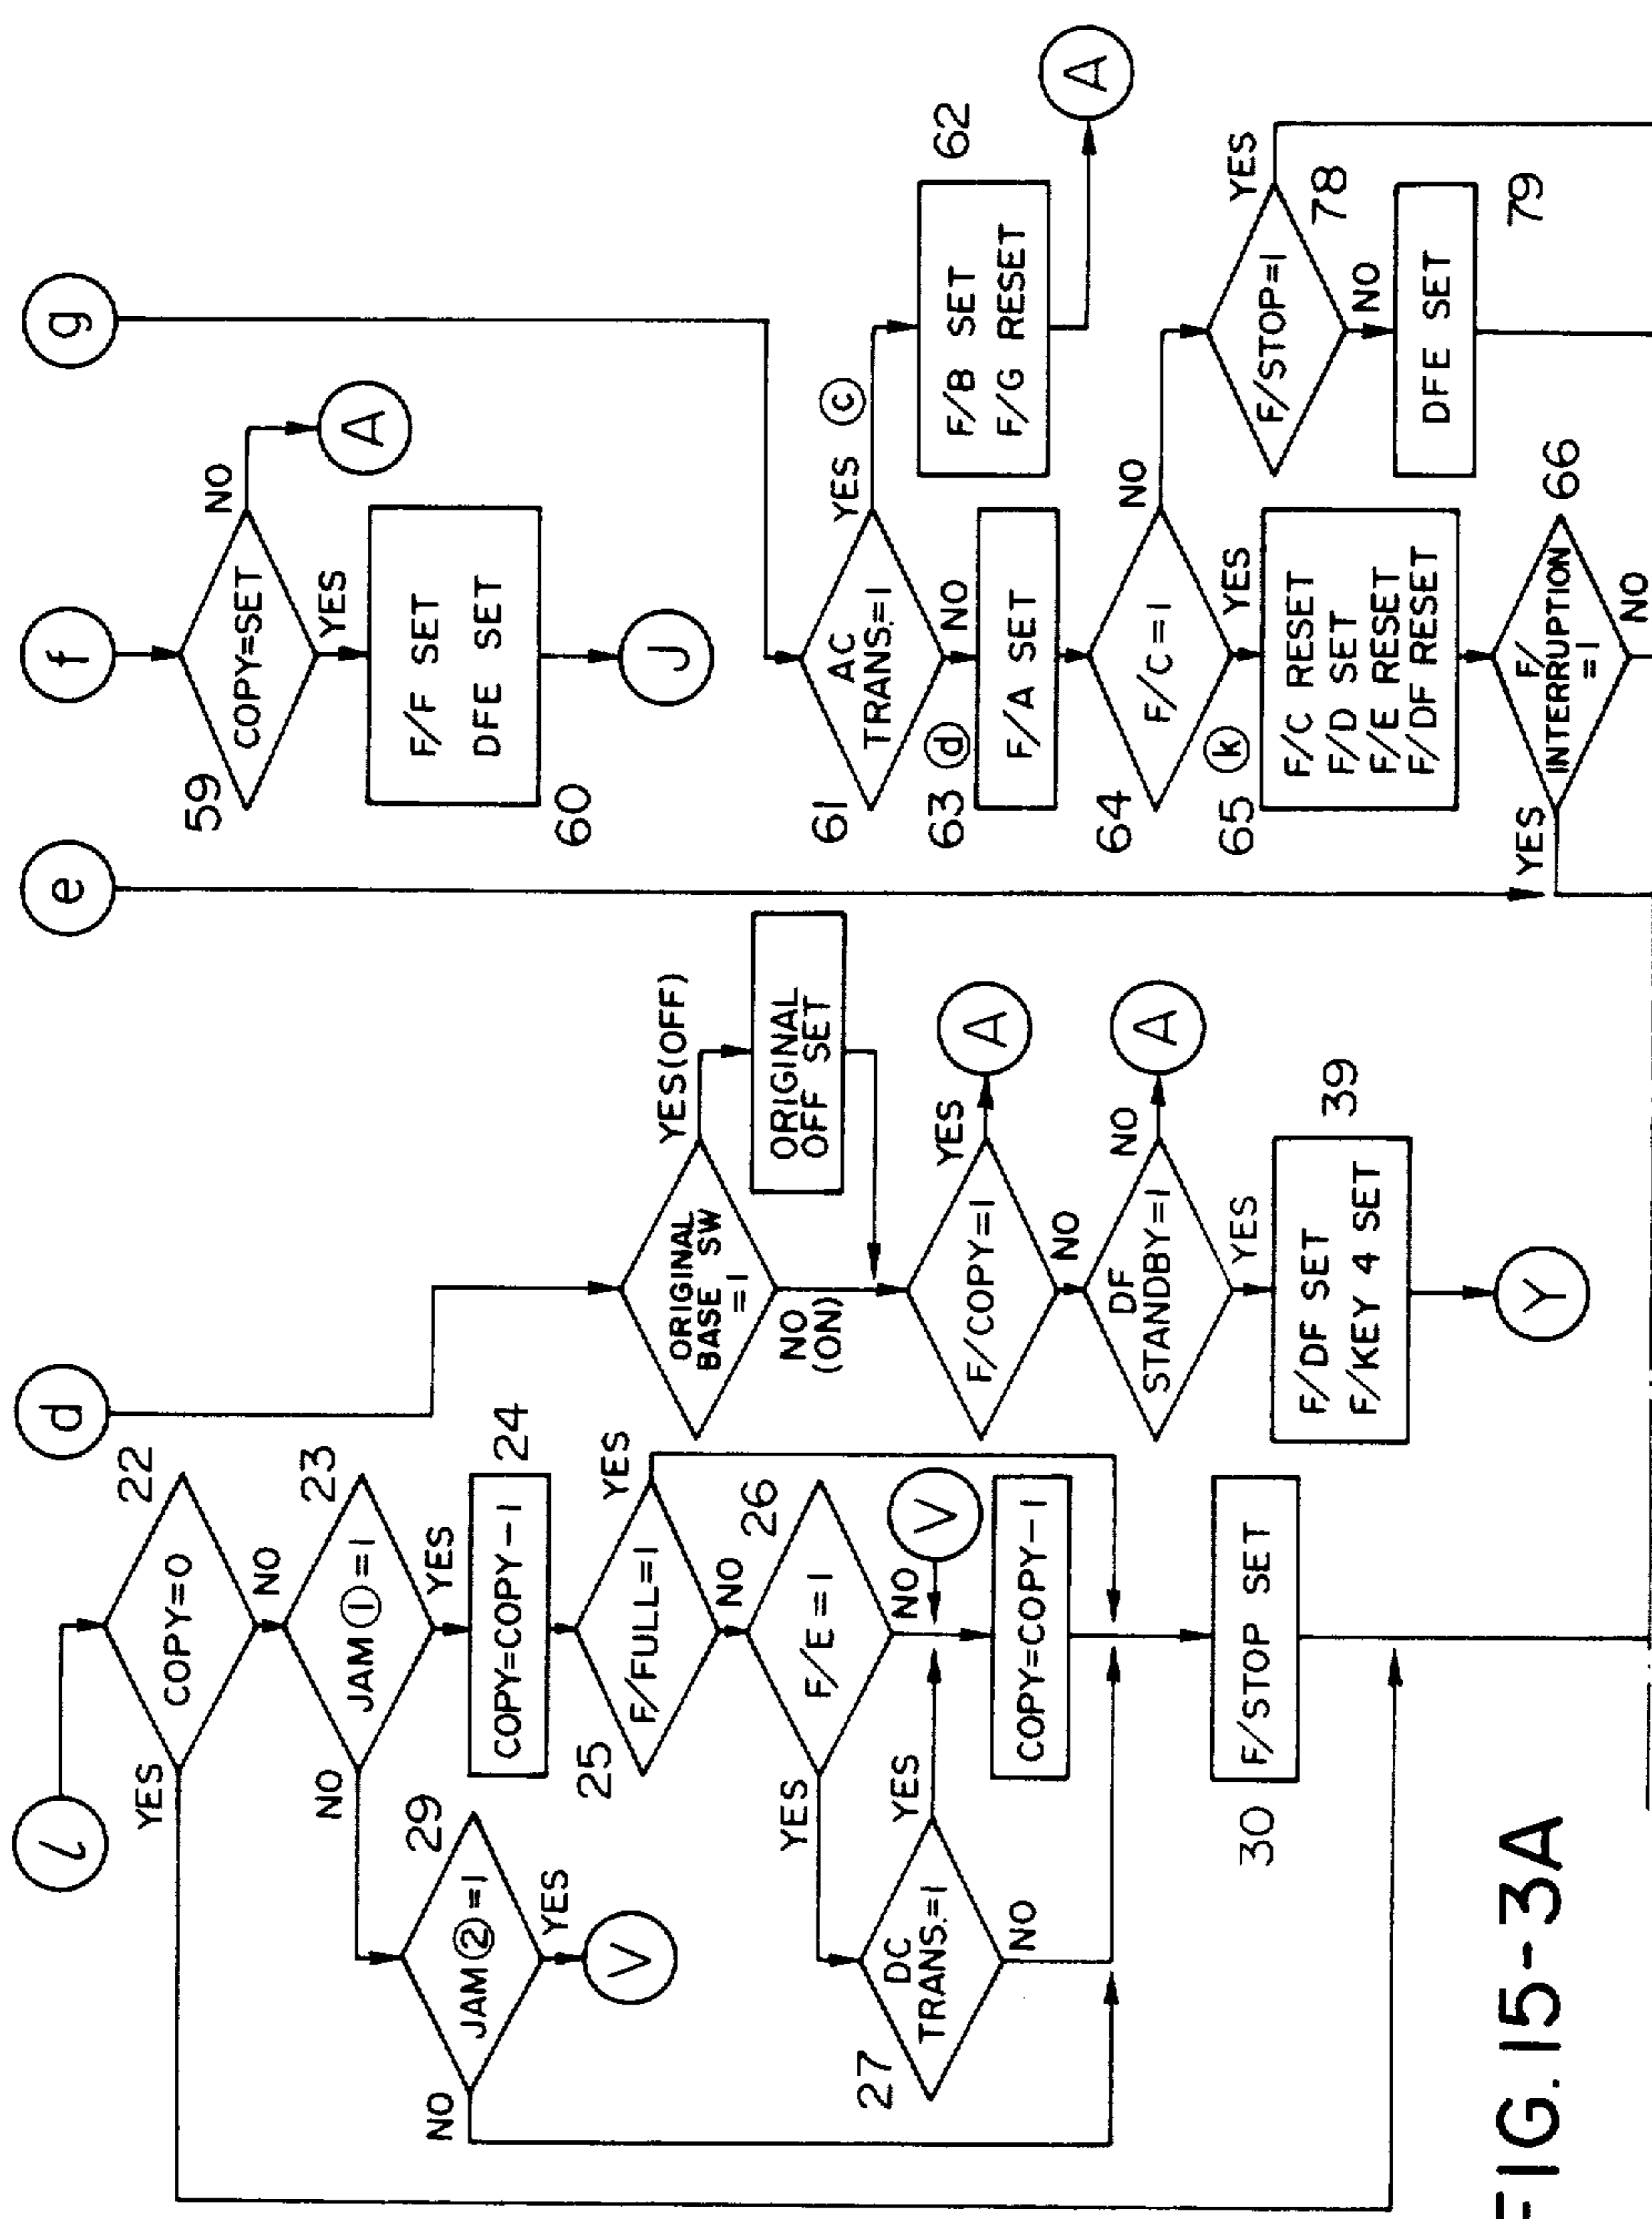 l
COPY=0
22
YES
NO
JAM①=1
23
NO
YES
JAM②=1
29
NO
YES
V
COPY=COPY-1
24
F/FULL=1
25
YES
NO
F/E=1
26
YES
NO
V
DC
TRANS.=1
27
YES
NO
COPY=COPY-1
F/STOP SET
30
d
ORIGINAL
BASE SW
=1
YES(OFF)
NO
(ON)
ORIGINAL
OFF SET
F/COPY=1
YES
A
NO
DF
STANDBY=1
NO
A
YES
F/DF SET
F/KEY 4 SET
39
Y
e
f
COPY=SET
59
NO
A
YES
F/F SET
DFE SET
60
J
g
AC
TRANS.=1
61
YES
c
NO
F/B SET
F/G RESET
62
A
63
d
F/A SET
F/C=1
64
NO
YES
65
k
F/C RESET
F/D SET
F/E RESET
F/DF RESET
F/
INTERRUPTION
=1
66
YES
NO
F/STOP=1
78
YES
NO
DFE SET
79
FIG.15-3A